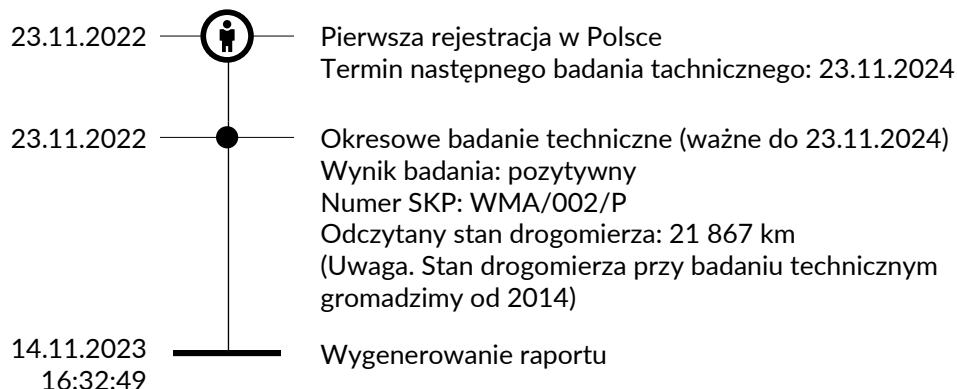 23.11.2022
Pierwsza rejestracja w Polsce
Termin następnego badania tachnicznego: 23.11.2024
23.11.2022
Okresowe badanie techniczne (ważne do 23.11.2024)
Wynik badania: pozytywny
Numer SKP: WMA/002/P
Odczytany stan drogomierza: 21 867 km
(Uwaga. Stan drogomierza przy badaniu technicznym
gromadzimy od 2014)
14.11.2023
16:32:49
Wygenerowanie raportu